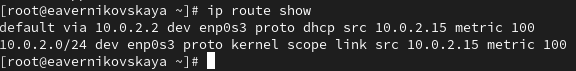 [root@eavernikovskaya ~]# ip route show
default via 10.0.2.2 dev enp0s3 proto dhcp src 10.0.2.15 metric 100
10.0.2.0/24 dev enp0s3 proto kernel scope link src 10.0.2.15 metric 100
[root@eavernikovskaya ~]#